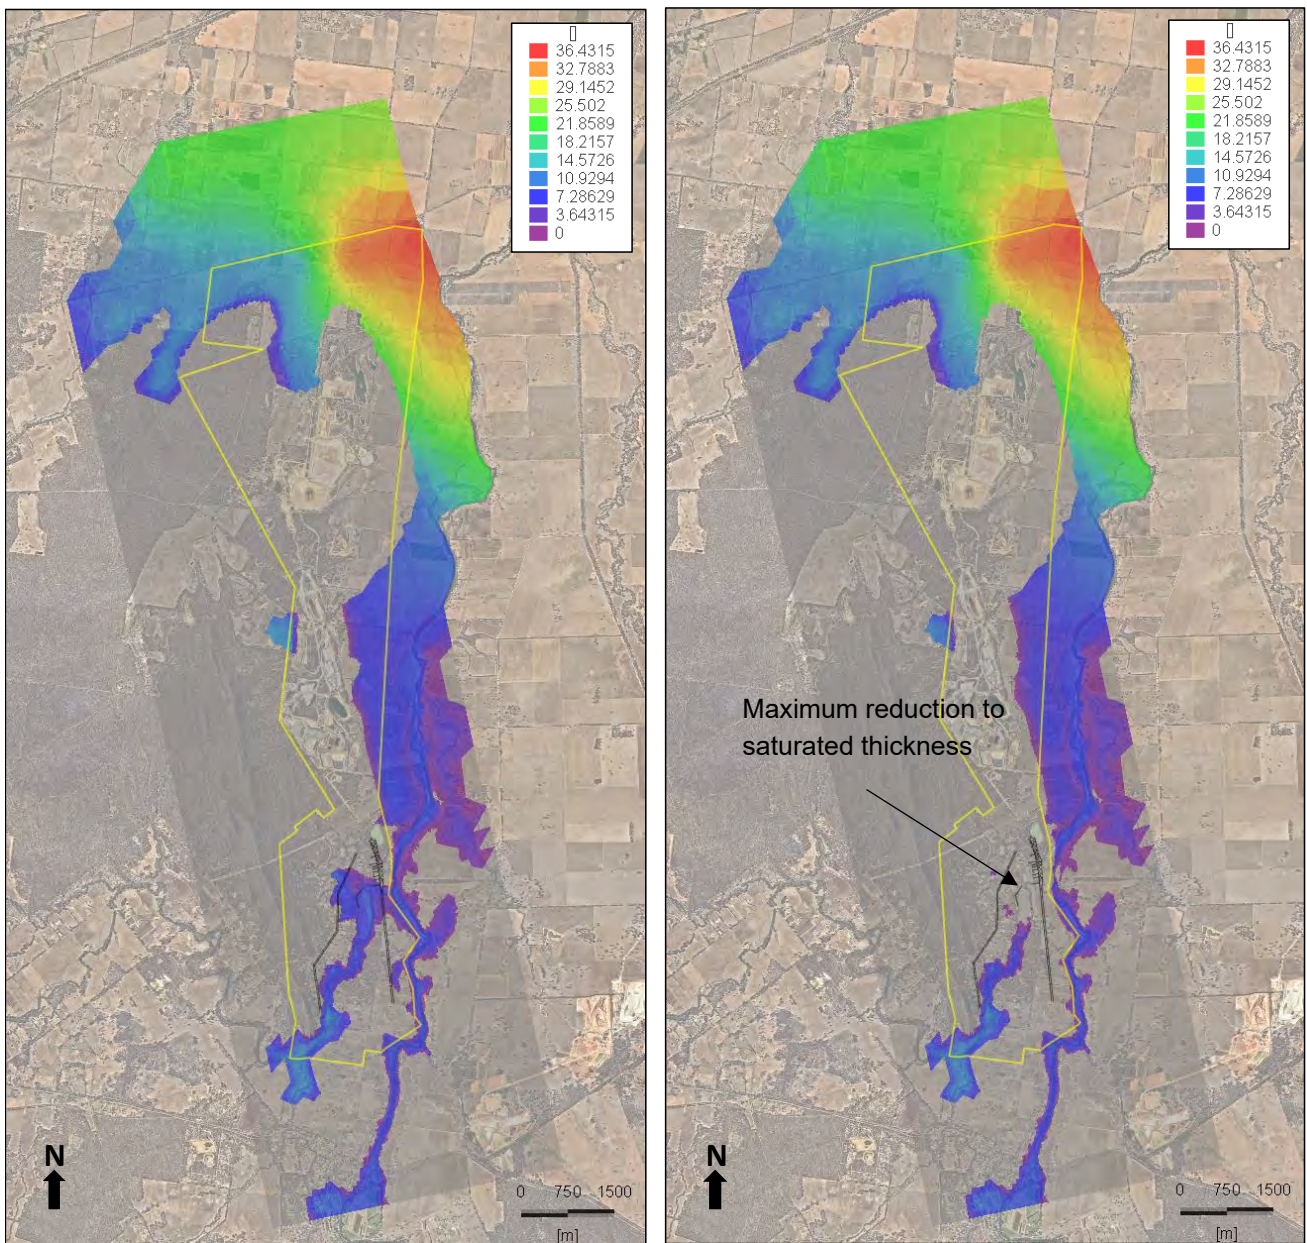 36.4315
32.7883
29.1452
25.502
21.8589
18.2157
14.5726
10.9294
7.28629
3.64315
0
N
0 750 1500
[m]
36.4315
32.7883
29.1452
25.502
21.8589
18.2157
14.5726
10.9294
7.28629
3.64315
0
Maximum reduction to
saturated thickness
N
0 750 1500
[m]